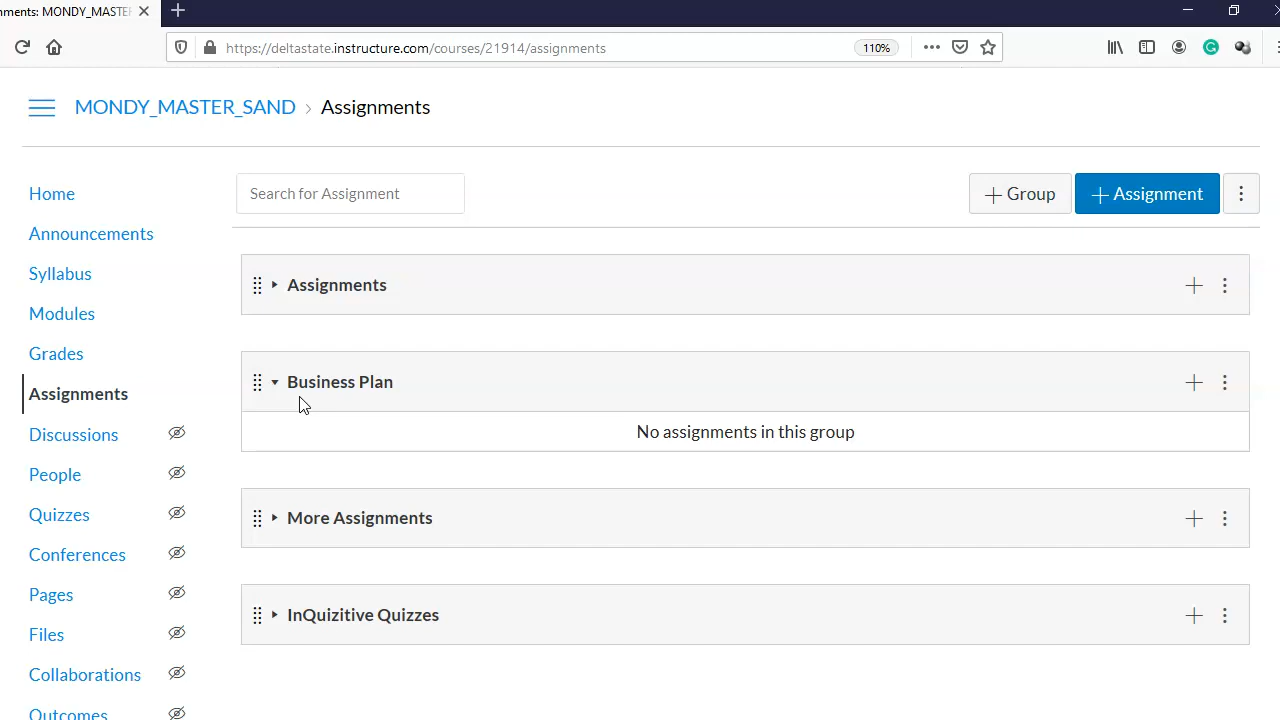 nments: MONDY_MASTER
https://deltastate.instructure.com/courses/21914/assignments
110%
MONDY_MASTER_SAND › Assignments
Home
Announcements
Syllabus
Modules
Grades
Assignments
Discussions
People
Quizzes
Conferences
Pages
Files
Collaborations
Outcomes
Search for Assignment
+ Group
+ Assignment
Assignments
Business Plan
No assignments in this group
More Assignments
InQuizitive Quizzes